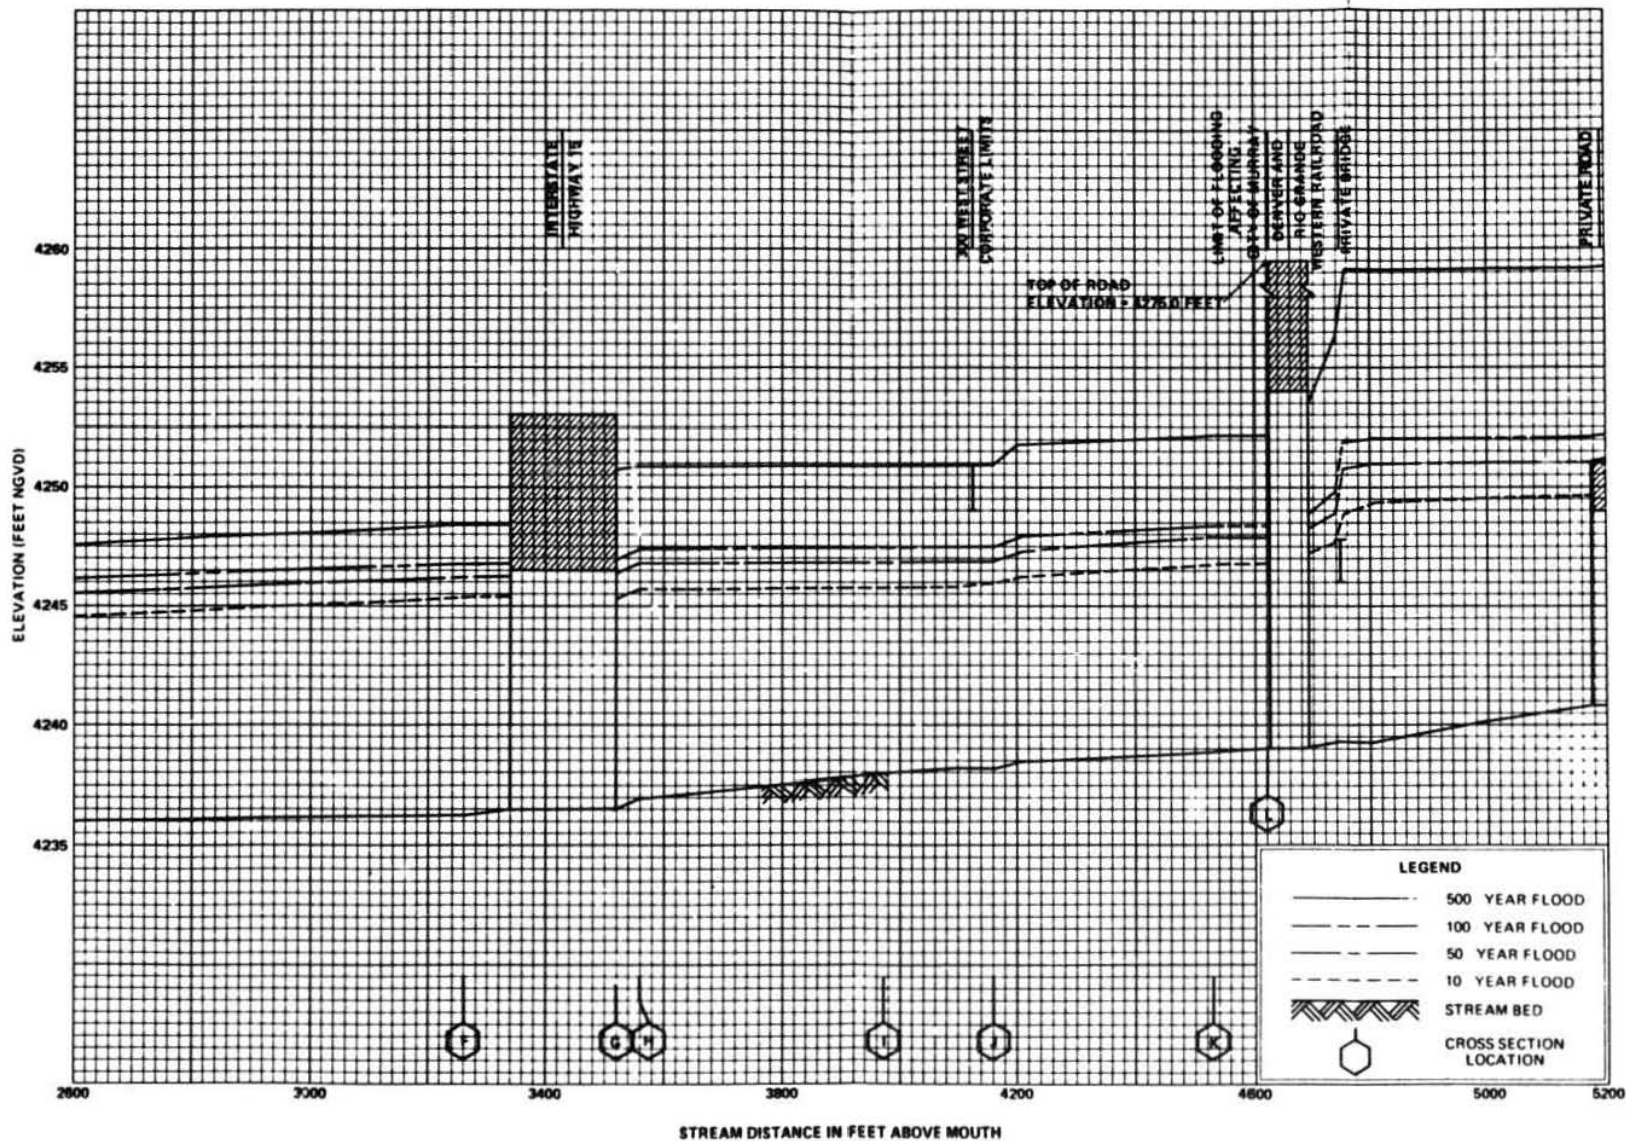 INTERSTATE
HIGHWAY 15
300 WEST STREET
CORPORATE LIMITS
LIMIT OF FLOODING
AFFECTING
CITY OF MURRAY
DENVER AND
RIO GRANDE
WESTERN RAILROAD
PRIVATE BRIDGE
PRIVATE ROAD
TOP OF ROAD
ELEVATION = 4275.0 FEET
ELEVATION (FEET NGVD)
4260
4255
4250
4245
4240
4235
L
F
G
H
I
J
K
LEGEND
500 YEAR FLOOD
100 YEAR FLOOD
50 YEAR FLOOD
10 YEAR FLOOD
STREAM BED
CROSS SECTION
LOCATION
2600
3000
3400
3800
4200
4600
5000
5200
STREAM DISTANCE IN FEET ABOVE MOUTH